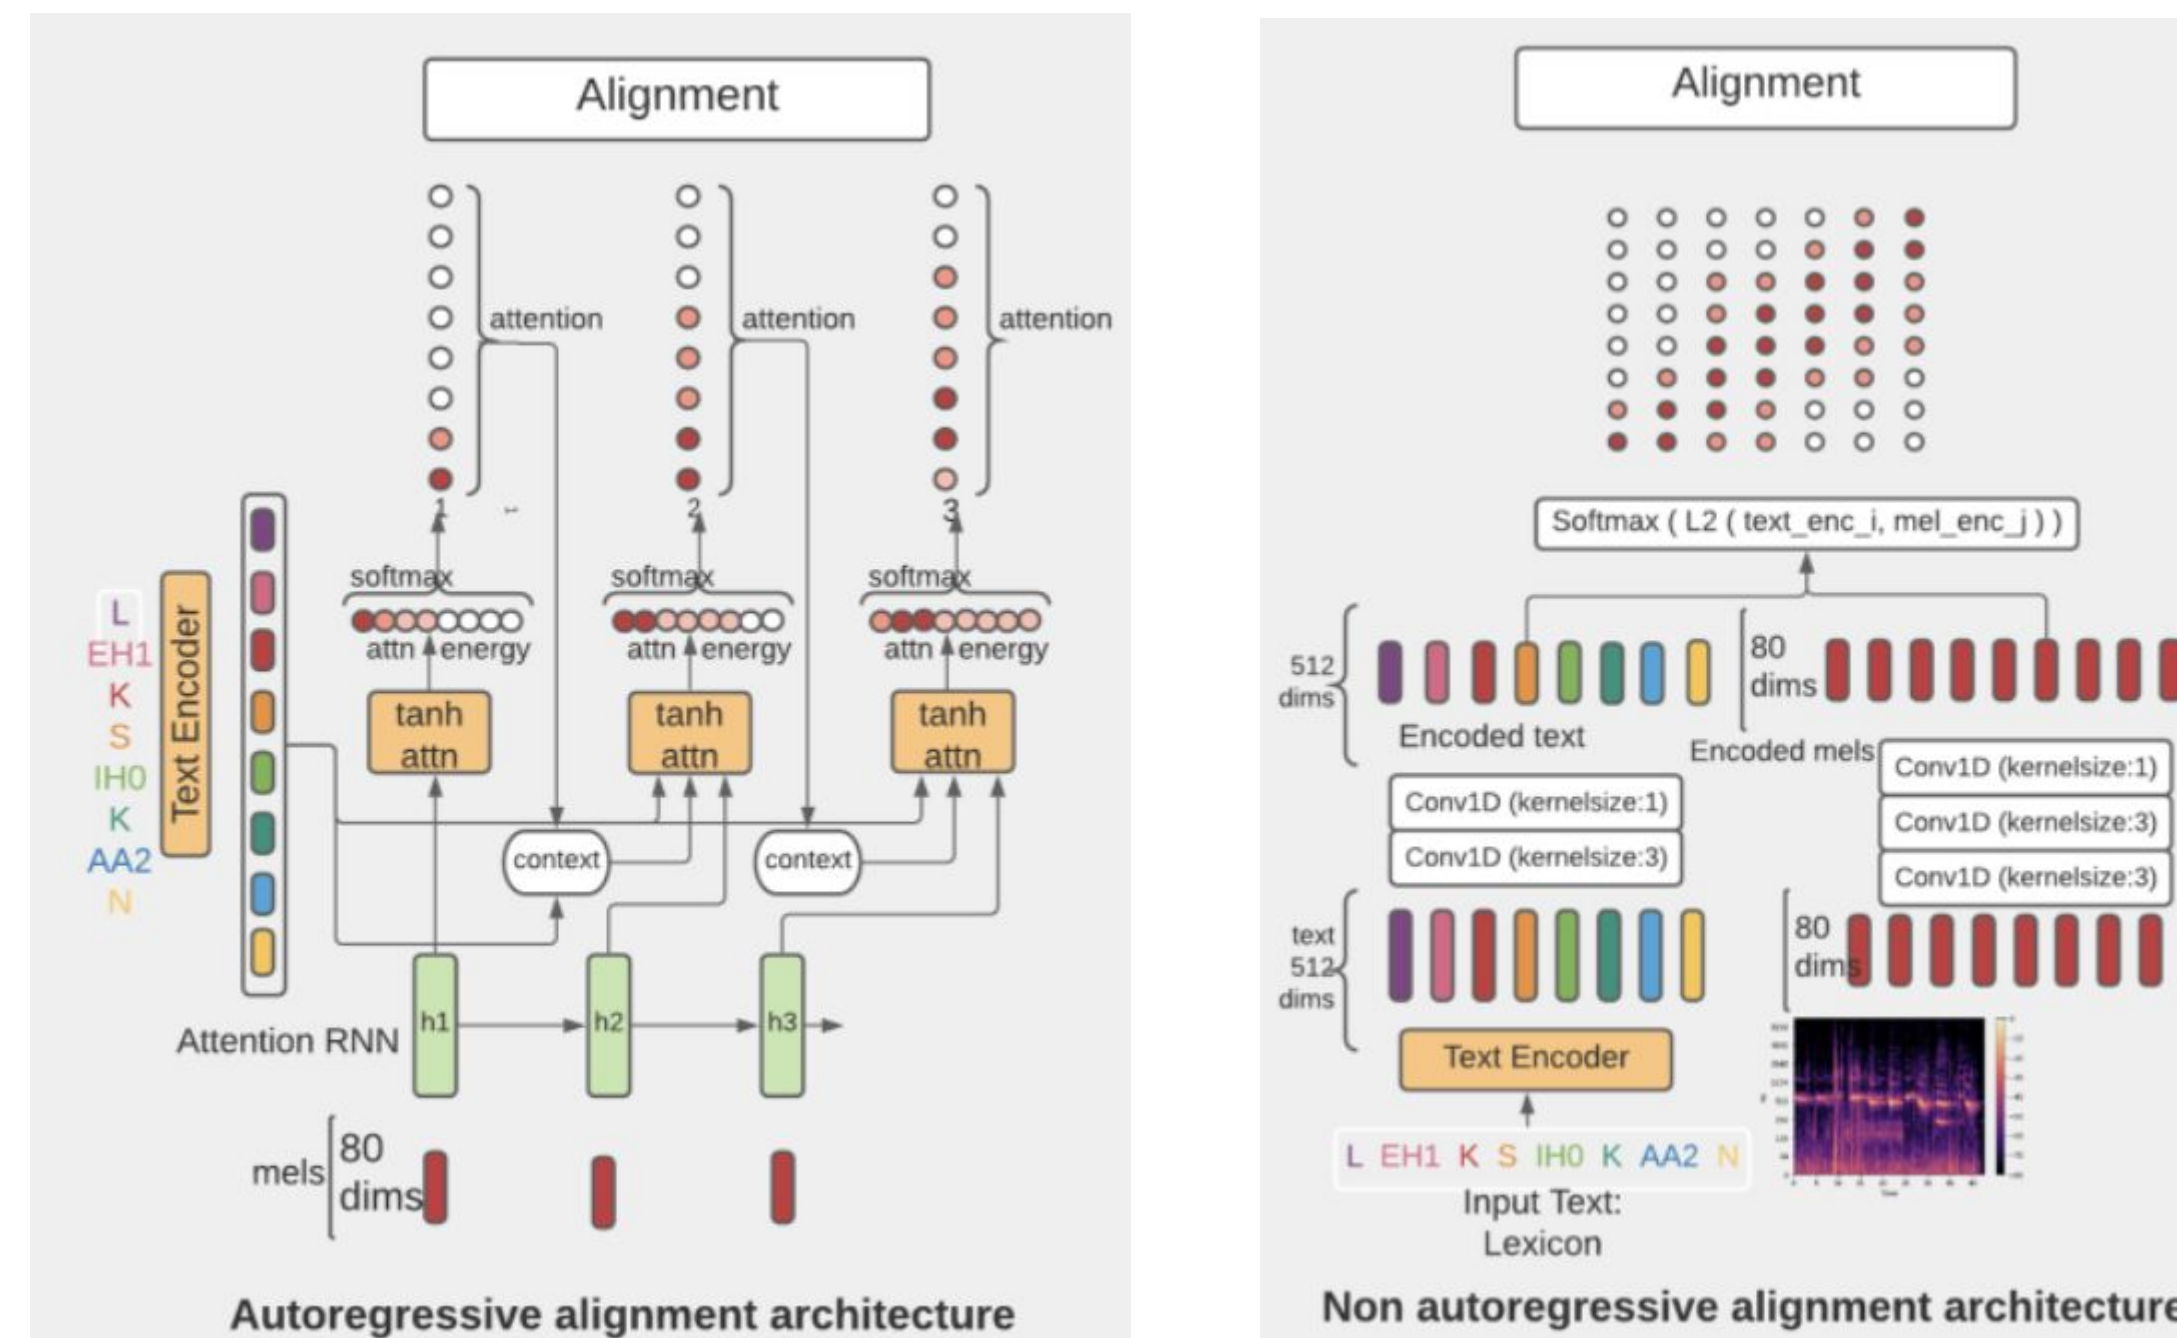 Alignment
attention
attention
attention
1
2
3
softmax
softmax
softmax
attn energy
attn energy
attn energy
tanh
attn
tanh
attn
tanh
attn
Text Encoder
L
EH1
K
S
IH0
K
AA2
N
context
context
Attention RNN
h1
h2
h3
mels
80
dims
Autoregressive alignment architecture
Alignment
Softmax ( L2 ( text_enc_i, mel_enc_j ) )
512
dims
Encoded text
80
dims
Encoded mels
Conv1D (kernelsize:1)
Conv1D (kernelsize:3)
Conv1D (kernelsize:1)
Conv1D (kernelsize:3)
Conv1D (kernelsize:3)
text
512
dims
80
dims
Text Encoder
L EH1 K S IH0 K AA2 N
Input Text:
Lexicon
Non autoregressive alignment architecture